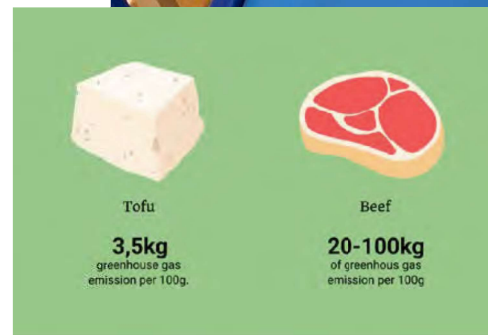 Tofu
3,5kg
greenhouse gas
emission per 100g.
Beef
20-100kg
of greenhous gas
emission per 100g